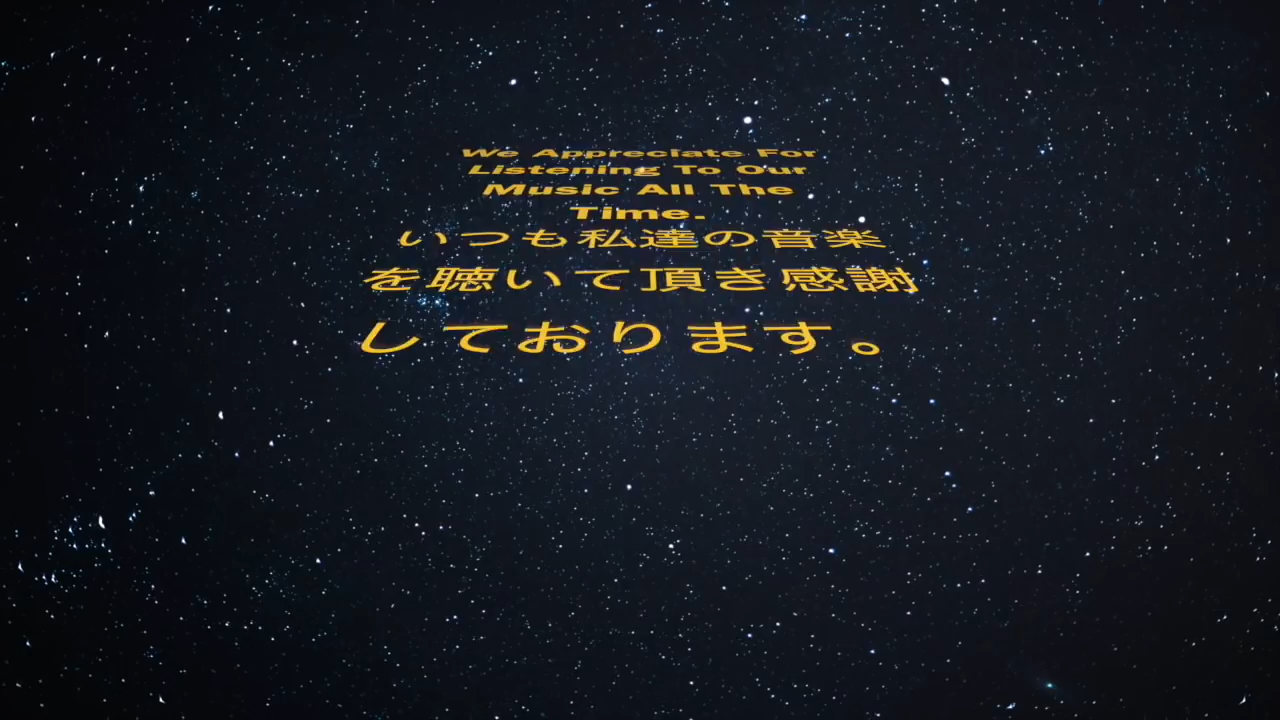 We Appreciate For
Listening To Our
Music All The
Time.
いつも私達の音楽
を聴いて頂き感謝
しております。